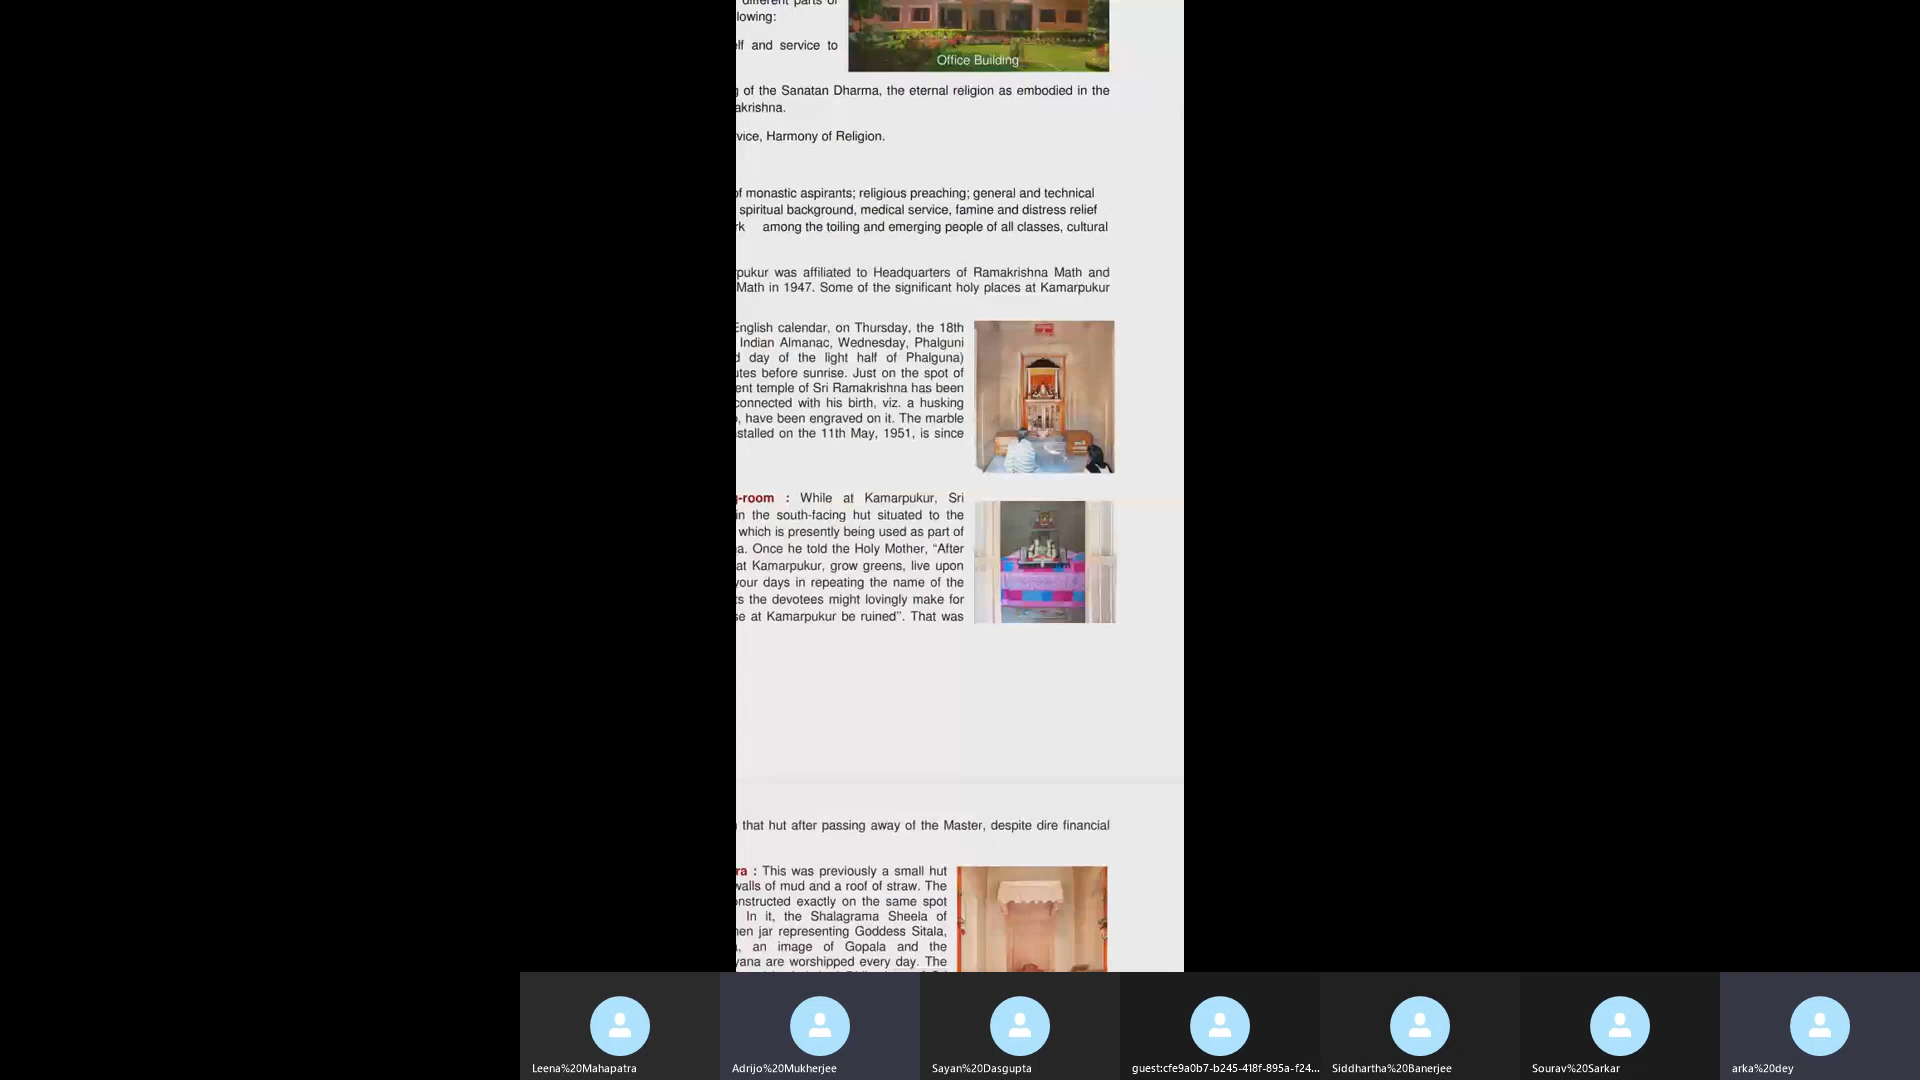 different parts of
lowing:
elf and service to
Office Building
g of the Sanatan Dharma, the eternal religion as embodied in the
akrishna.
rvice, Harmony of Religion.
of monastic aspirants; religious preaching; general and technical
spiritual background, medical service, famine and distress relief
rk among the toiling and emerging people of all classes, cultural
rpukur was affiliated to Headquarters of Ramakrishna Math and
Math in 1947. Some of the significant holy places at Kamarpukur
English calendar, on Thursday, the 18th
Indian Almanac, Wednesday, Phalguni
d day of the light half of Phalguna)
utes before sunrise. Just on the spot of
ent temple of Sri Ramakrishna has been
connected with his birth, viz. a husking
, have been engraved on it. The marble
stalled on the 11th May, 1951, is since
g-room : While at Kamarpukur, Sri
in the south-facing hut situated to the
which is presently being used as part of
a. Once he told the Holy Mother, “After
at Kamarpukur, grow greens, live upon
your days in repeating the name of the
ts the devotees might lovingly make for
se at Kamarpukur be ruined”. That was
that hut after passing away of the Master, despite dire financial
ra : This was previously a small hut
walls of mud and a roof of straw. The
onstructed exactly on the same spot
In it, the Shalagrama Sheela of
hen jar representing Goddess Sitala,
, an image of Gopala and the
yana are worshipped every day. The
Leena%20Mahapatra
Adrijo%20Mukherjee
Sayan%20Dasgupta
guest:cfe9a0b7-b245-418f-895a-f24...
Siddhartha%20Banerjee
Sourav%20Sarkar
arka%20dey